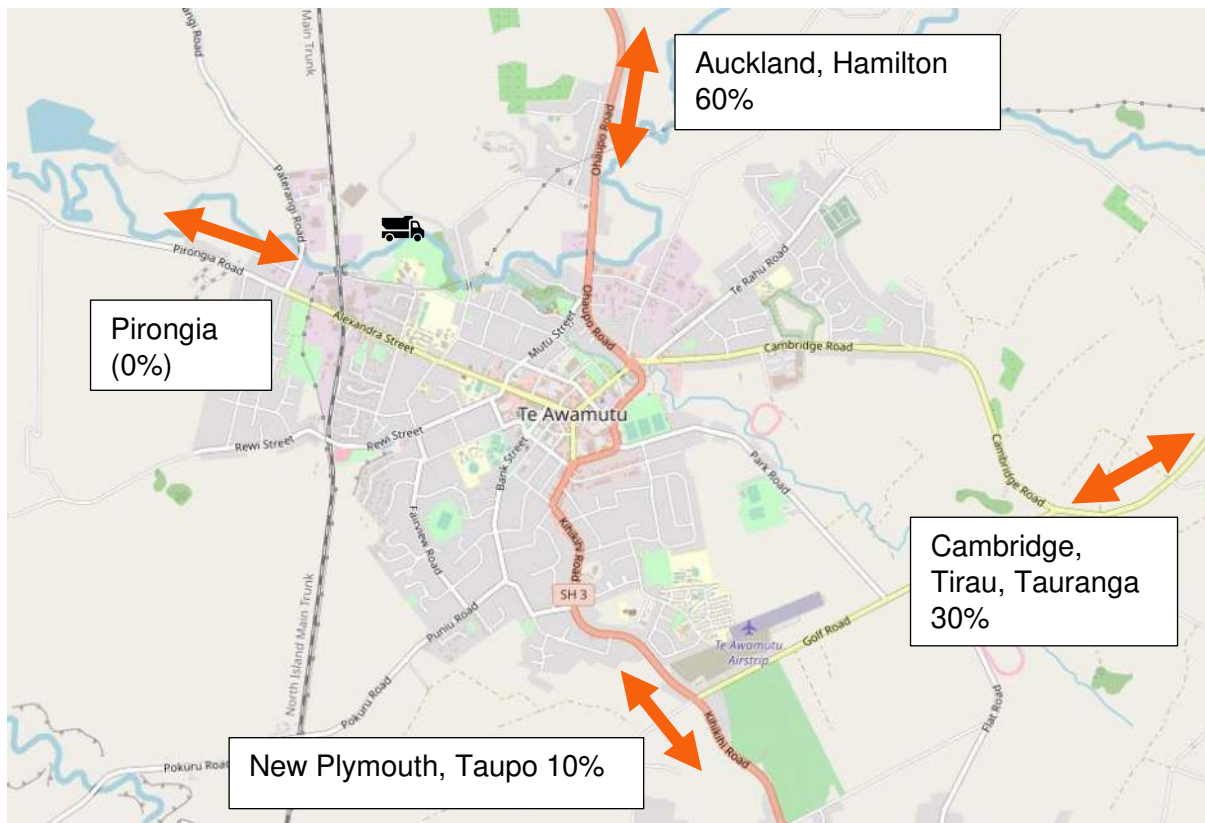 Main Trunk
Paterangi Road
Auckland, Hamilton
60%
Ohaupo Road
Pirongia Road
Pirongia
(0%)
Alexandra Street
Mutu Street
Ohaupo Road
Te Rahu Road
Cambridge Road
Te Awamutu
Rewi Street
Rewi Street
Bank Street
Park Road
Cambridge Road
Fairview Road
Kihikihi Road
SH 3
Cambridge,
Tirau, Tauranga
30%
Puniu Road
Te Awamutu
Airstrip
Golf Road
North Island Main Trunk
Pokuru Road
Flat Road
Kihikihi Road
Pokuru Road
New Plymouth, Taupo 10%